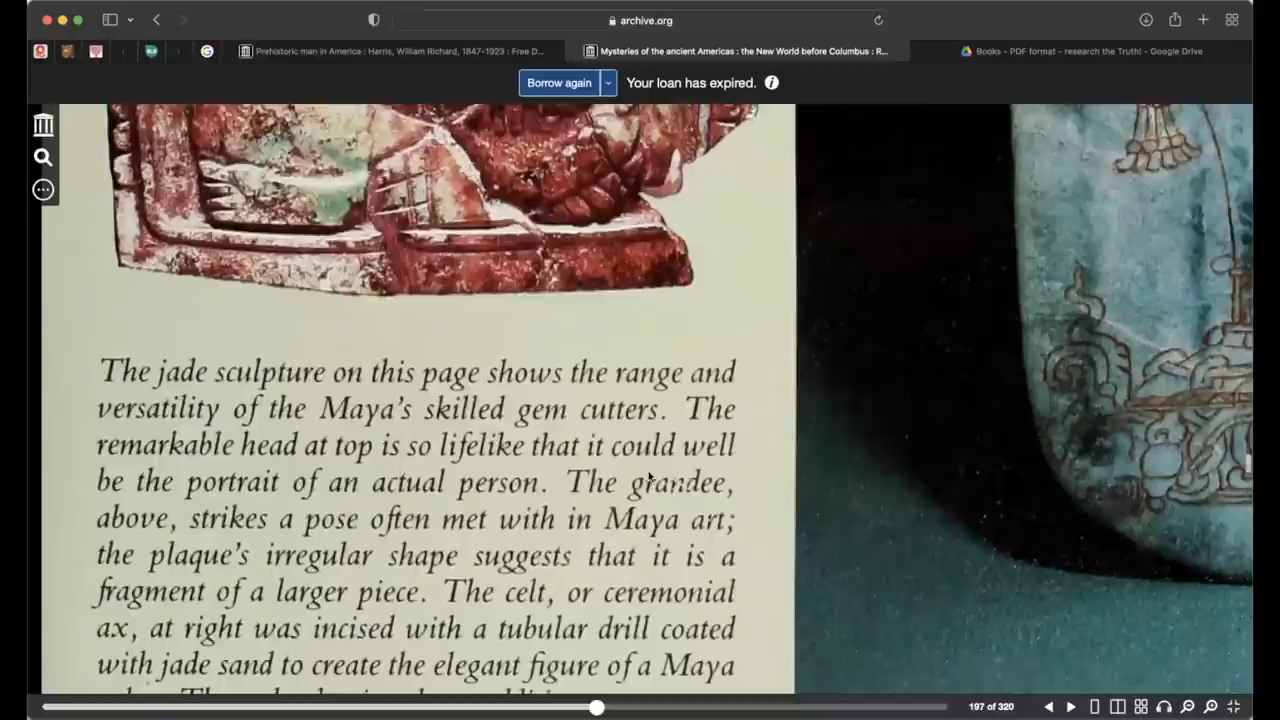 archive.org
Prehistoric man in America : Harris, William Richard, 1847-1923 : Free D...
Mysteries of the ancient Americas : the New World before Columbus : R...
Books - PDF format - research the Truth! - Google Drive
Borrow again
Your loan has expired.
The jade sculpture on this page shows the range and
versatility of the Maya's skilled gem cutters. The
remarkable head at top is so lifelike that it could well
be the portrait of an actual person. The grandee,
above, strikes a pose often met with in Maya art;
the plaque's irregular shape suggests that it is a
fragment of a larger piece. The celt, or ceremonial
ax, at right was incised with a tubular drill coated
with jade sand to create the elegant figure of a Maya
197 of 320